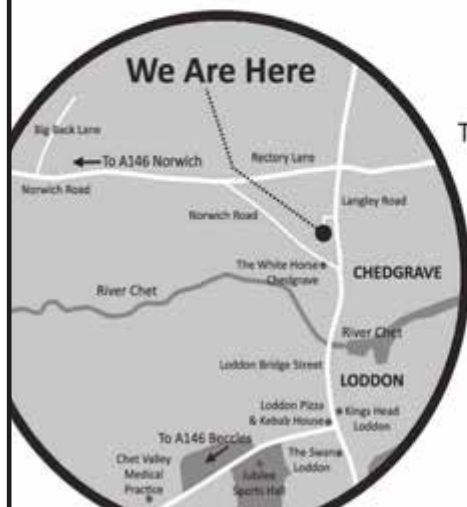 We Are Here
Big Back Lane
To A146 Norwich
Rectory Lane
Norwich Road
Langley Road
Norwich Road
The White Horse
Chedgrave
CHEDGRAVE
River Chet
River Chet
Loddon Bridge Street
LODDON
Loddon Pizza
& Kebab House
Kings Head
Loddon
To A146 Beccles
The Swan
Loddon
Chet Valley
Medical
Practice
Jubilee
Sports Hall
T